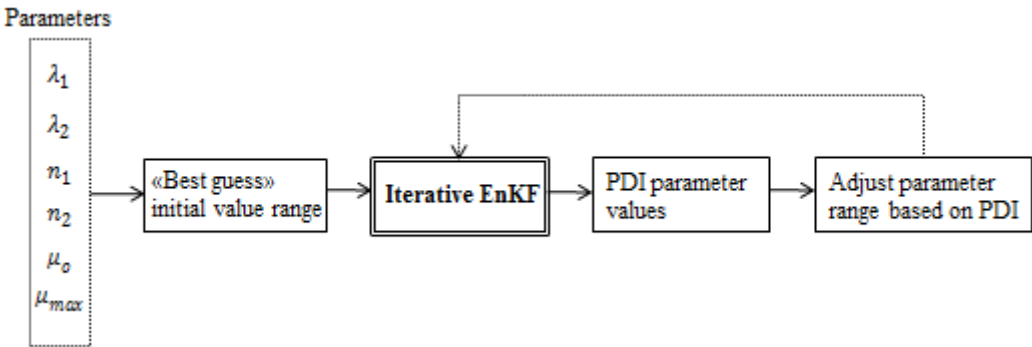 Parameters
λ₁
λ₂
n₁
n₂
μₒ
μₘₐₓ
«Best guess»
initial value range
Iterative EnKF
PDI parameter
values
Adjust parameter
range based on PDI